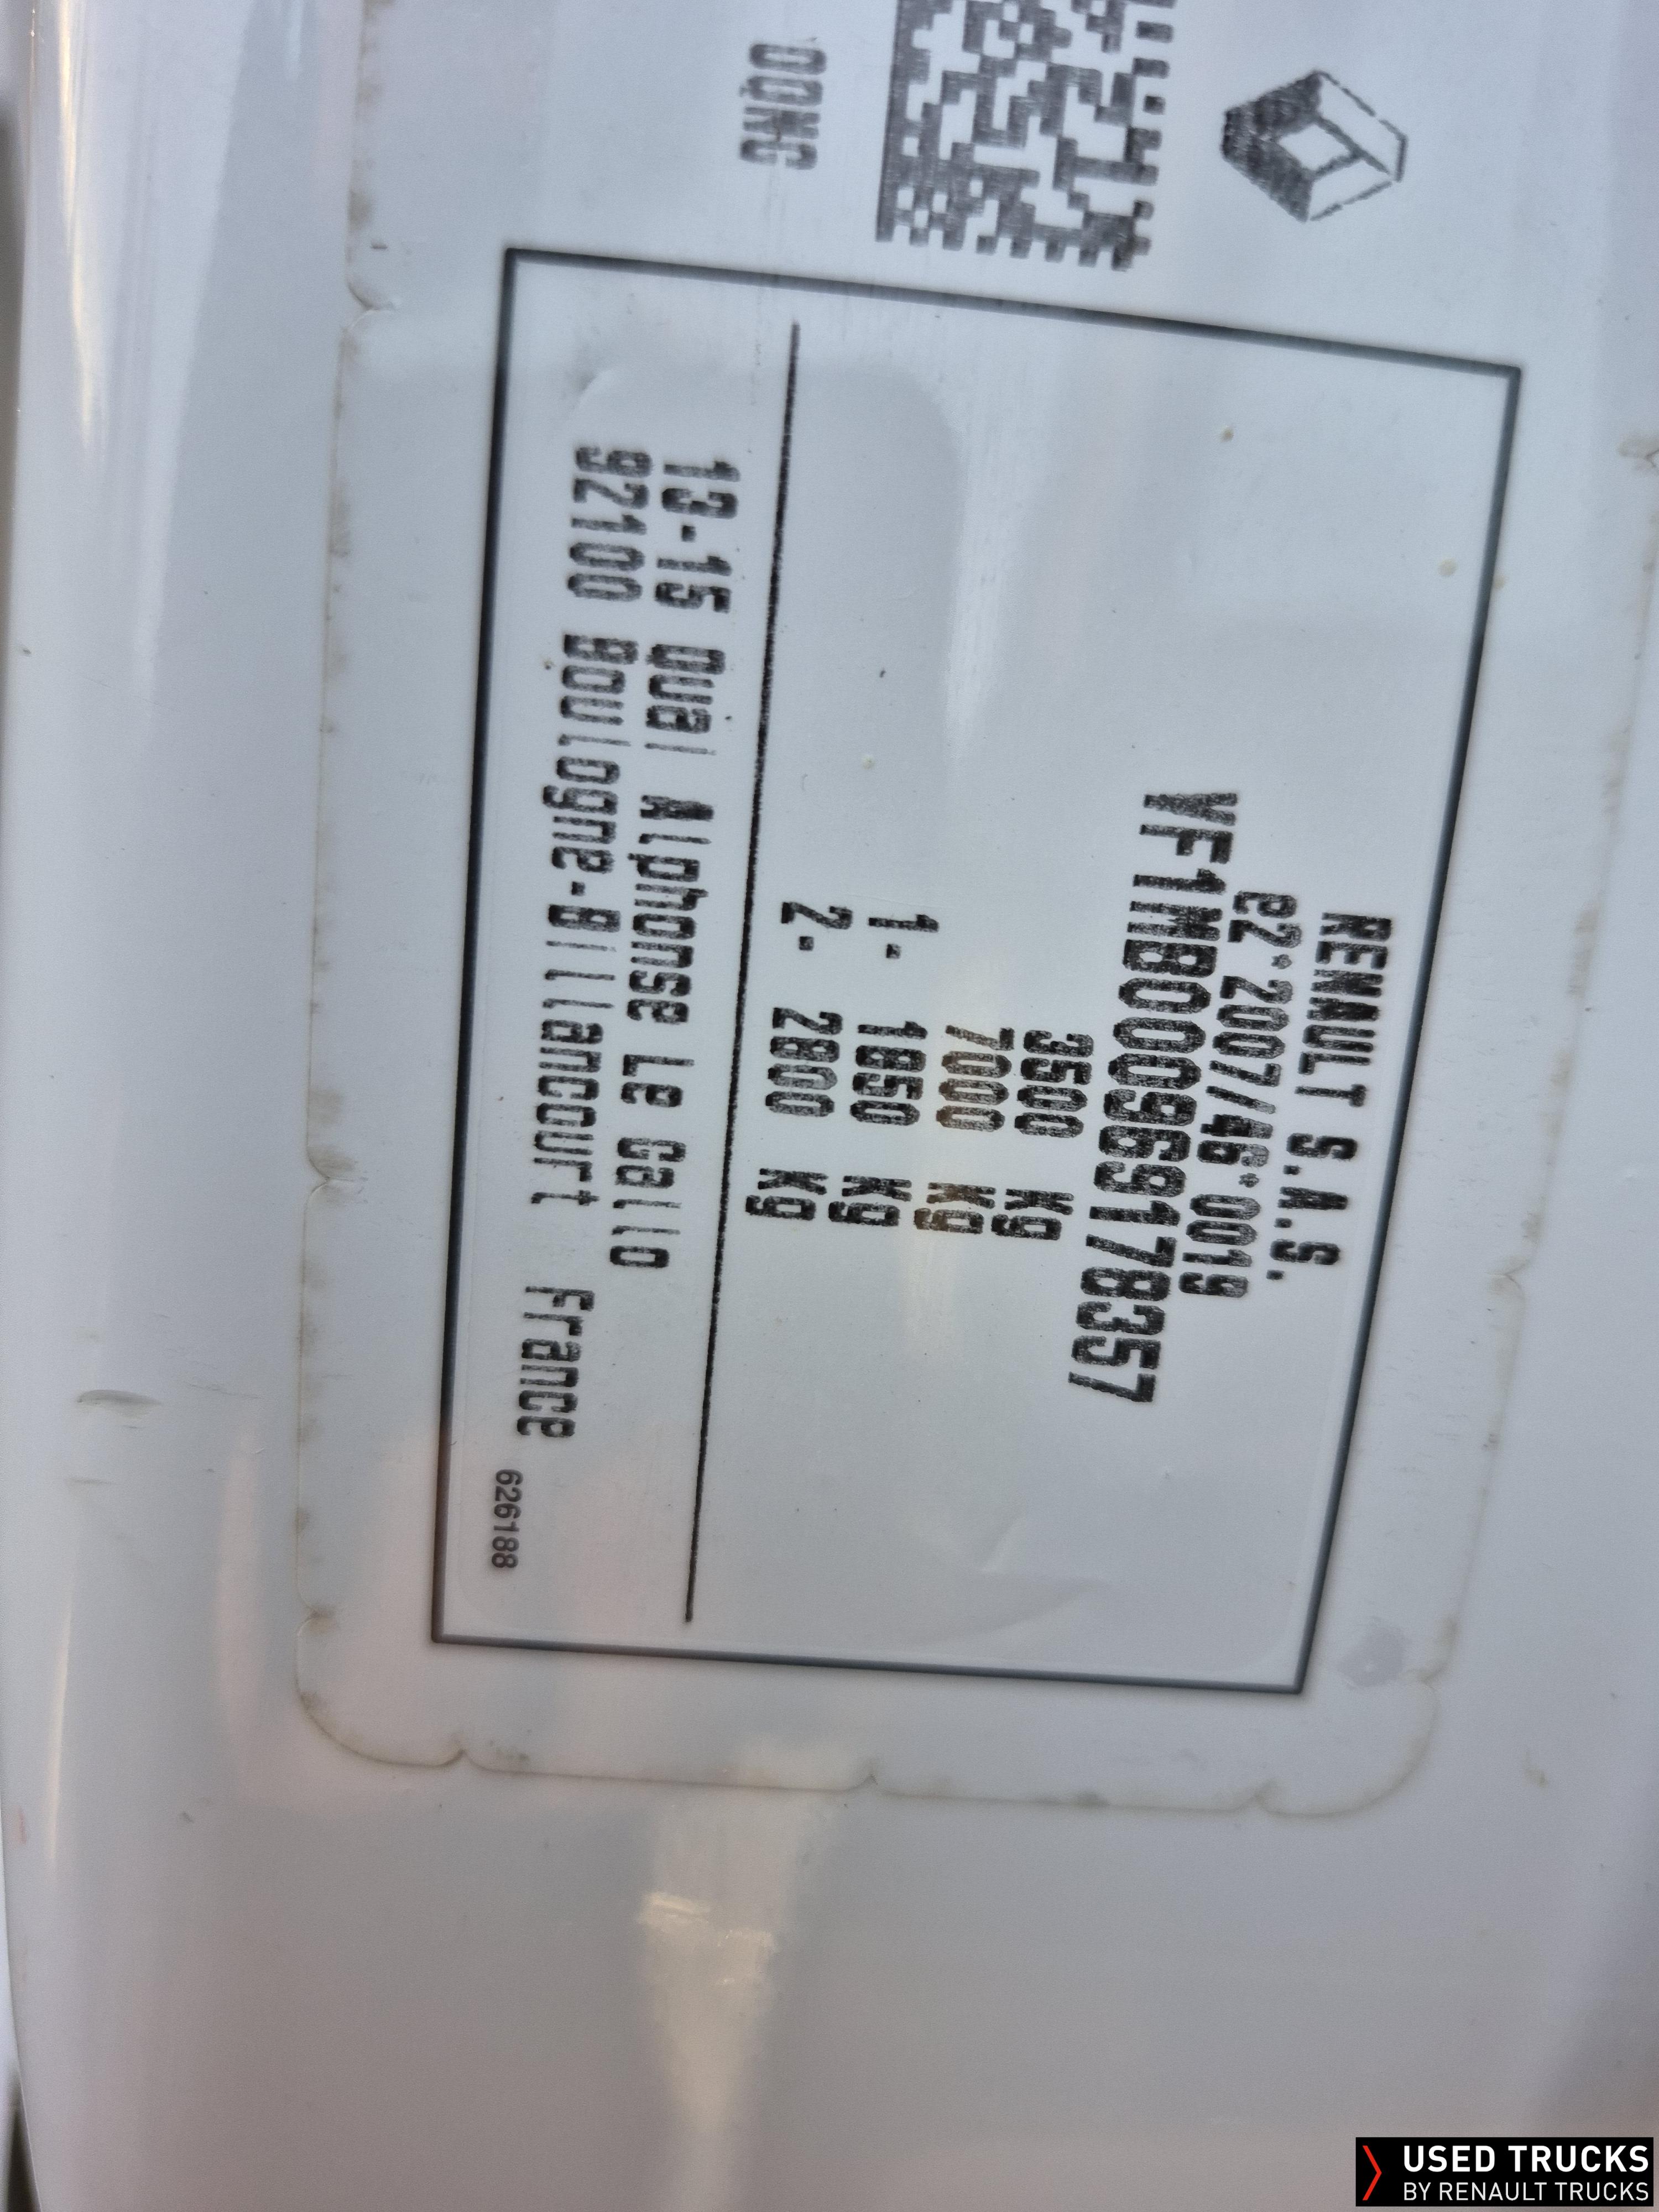 RENAULT S.A.S.
e2*2007/46*0019
VF1MB000969178357
3500 kg
7000 kg
1- 1850 kg
2- 2800 kg
13-15 Quai Alphonse Le Gallo
92100 Boulogne-Billancourt France
626188
OQNC
USED TRUCKS
BY RENAULT TRUCKS